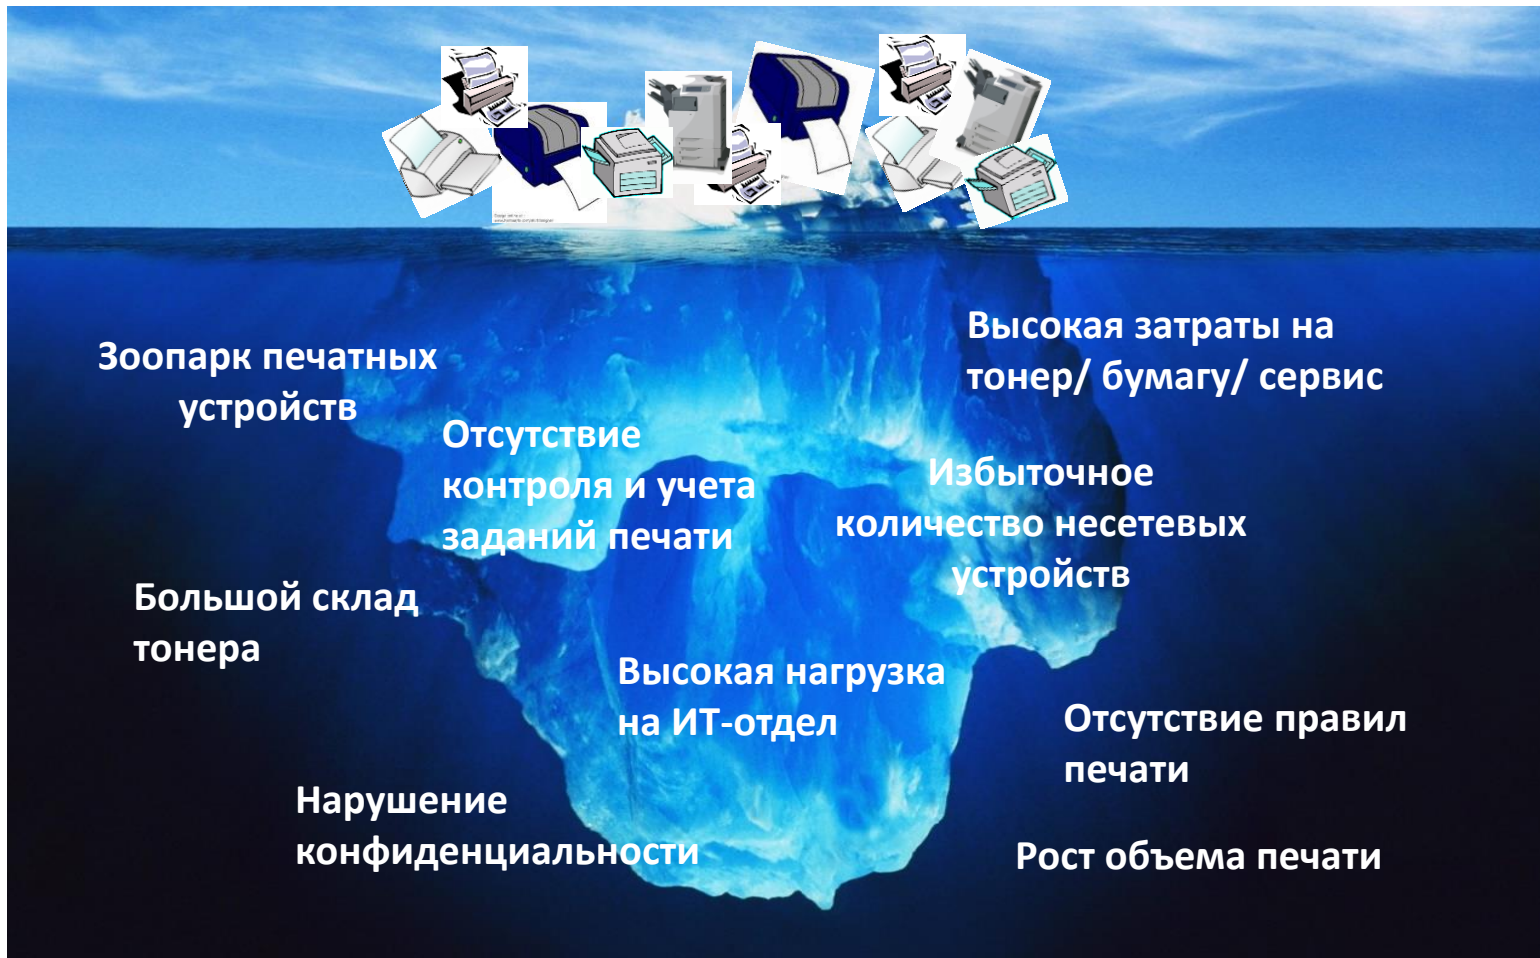 Высокая затраты на
тонер/ бумагу/ сервис
Зоопарк печатных
устройств
Отсутствие
контроля и учета
заданий печати
Избыточное
количество несетевых
устройств
Большой склад
тонера
Высокая нагрузка
на ИТ-отдел
Отсутствие правил
печати
Нарушение
конфиденциальности
Рост объема печати